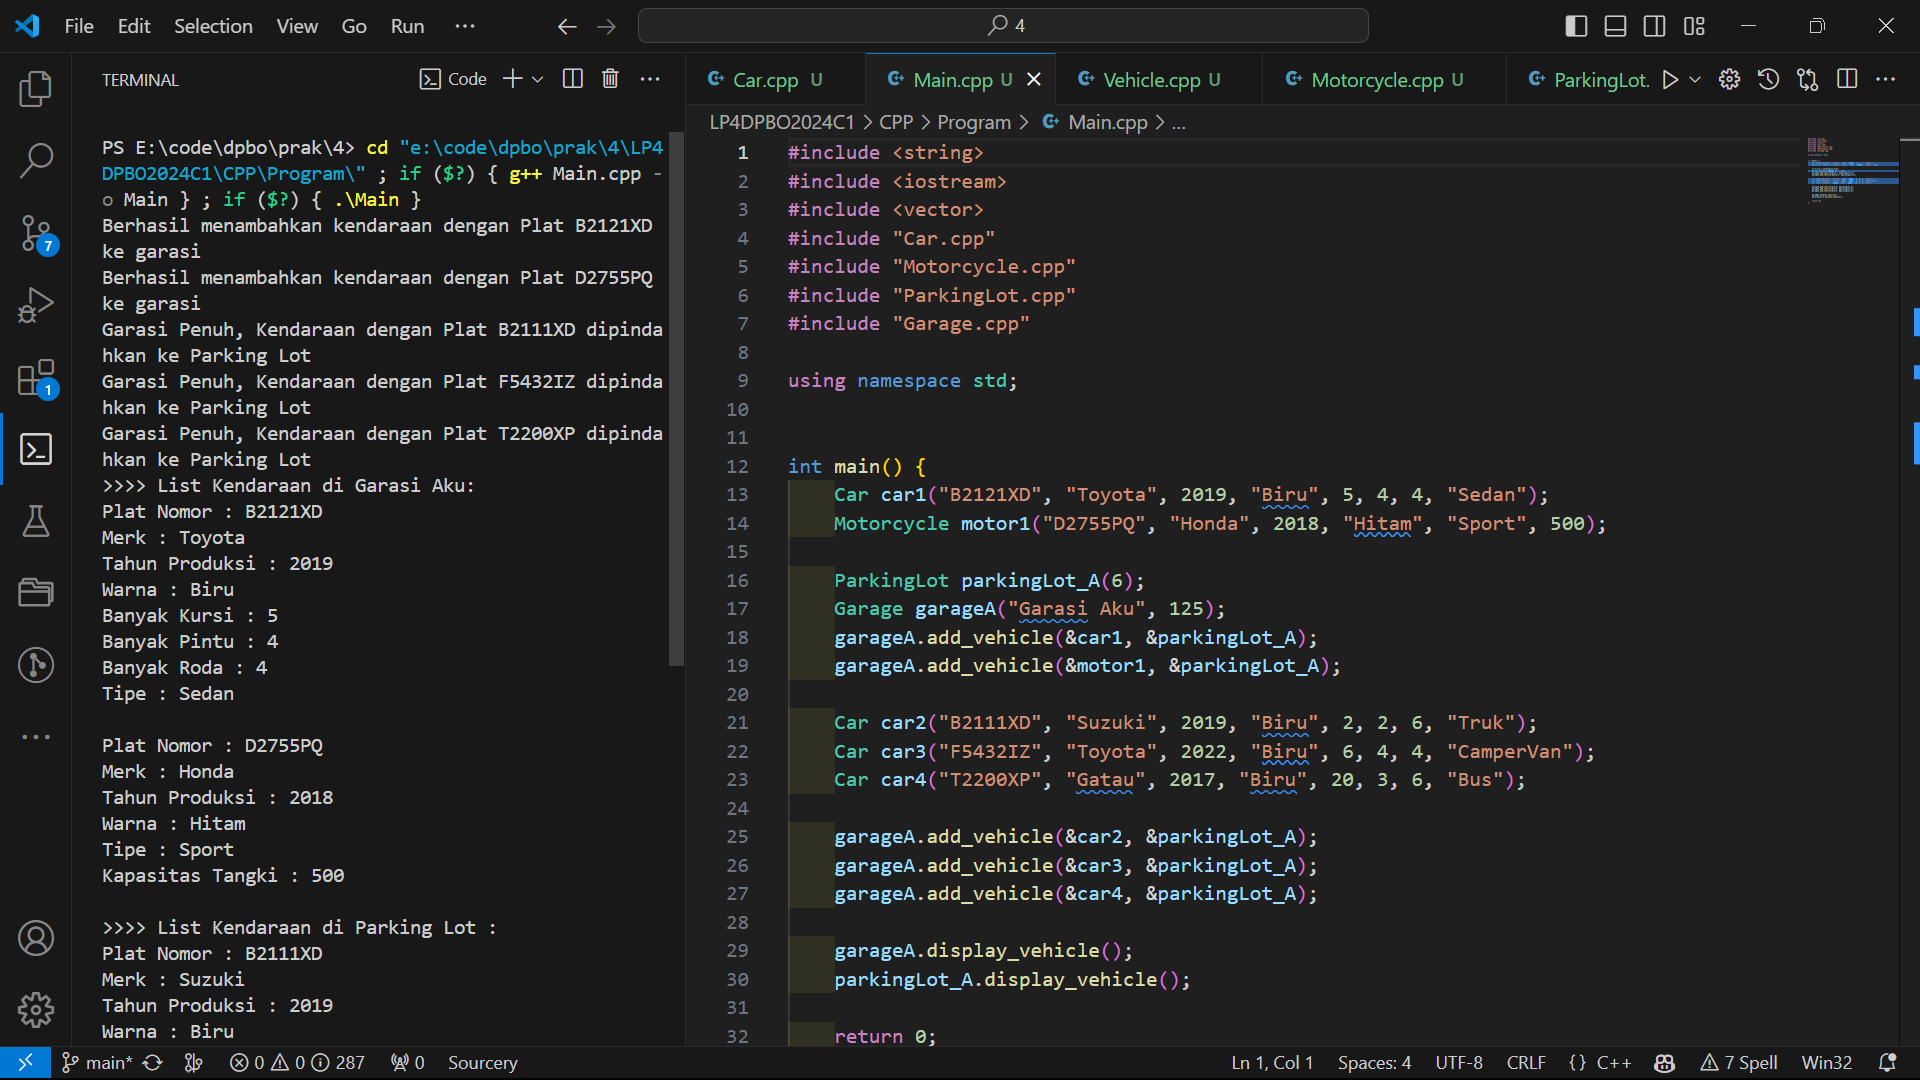 File Edit Selection View Go Run ··· 4
TERMINAL
Code
PS E:\code\dpbo\prak\4> cd "e:\code\dpbo\prak\4\LP4
DPBO2024C1\CPP\Program\" ; if ($?) { g++ Main.cpp -
o Main } ; if ($?) { .\Main }
Berhasil menambahkan kendaraan dengan Plat B2121XD
ke garasi
Berhasil menambahkan kendaraan dengan Plat D2755PQ
ke garasi
Garasi Penuh, Kendaraan dengan Plat B2111XD dipinda
hkan ke Parking Lot
Garasi Penuh, Kendaraan dengan Plat F5432IZ dipinda
hkan ke Parking Lot
Garasi Penuh, Kendaraan dengan Plat T2200XP dipinda
hkan ke Parking Lot
>>>> List Kendaraan di Garasi Aku:
Plat Nomor : B2121XD
Merk : Toyota
Tahun Produksi : 2019
Warna : Biru
Banyak Kursi : 5
Banyak Pintu : 4
Banyak Roda : 4
Tipe : Sedan
Plat Nomor : D2755PQ
Merk : Honda
Tahun Produksi : 2018
Warna : Hitam
Tipe : Sport
Kapasitas Tangki : 500
>>>> List Kendaraan di Parking Lot :
Plat Nomor : B2111XD
Merk : Suzuki
Tahun Produksi : 2019
Warna : Biru
7
1
Car.cpp U Main.cpp U Vehicle.cpp U Motorcycle.cpp U ParkingLot.
LP4DPBO2024C1 > CPP > Program > Main.cpp > ...
1 #include <string>
2 #include <iostream>
3 #include <vector>
4 #include "Car.cpp"
5 #include "Motorcycle.cpp"
6 #include "ParkingLot.cpp"
7 #include "Garage.cpp"
8
9 using namespace std;
10
11
12 int main() {
13 Car car1("B2121XD", "Toyota", 2019, "Biru", 5, 4, 4, "Sedan");
14 Motorcycle motor1("D2755PQ", "Honda", 2018, "Hitam", "Sport", 500);
15
16 ParkingLot parkingLot_A(6);
17 Garage garageA("Garasi Aku", 125);
18 garageA.add_vehicle(&car1, &parkingLot_A);
19 garageA.add_vehicle(&motor1, &parkingLot_A);
20
21 Car car2("B2111XD", "Suzuki", 2019, "Biru", 2, 2, 6, "Truk");
22 Car car3("F5432IZ", "Toyota", 2022, "Biru", 6, 4, 4, "CamperVan");
23 Car car4("T2200XP", "Gatau", 2017, "Biru", 20, 3, 6, "Bus");
24
25 garageA.add_vehicle(&car2, &parkingLot_A);
26 garageA.add_vehicle(&car3, &parkingLot_A);
27 garageA.add_vehicle(&car4, &parkingLot_A);
28
29 garageA.display_vehicle();
30 parkingLot_A.display_vehicle();
31
32 return 0;
main* 0 0 287 0 Sourcery Ln 1, Col 1 Spaces: 4 UTF-8 CRLF {} C++ 7 Spell Win32